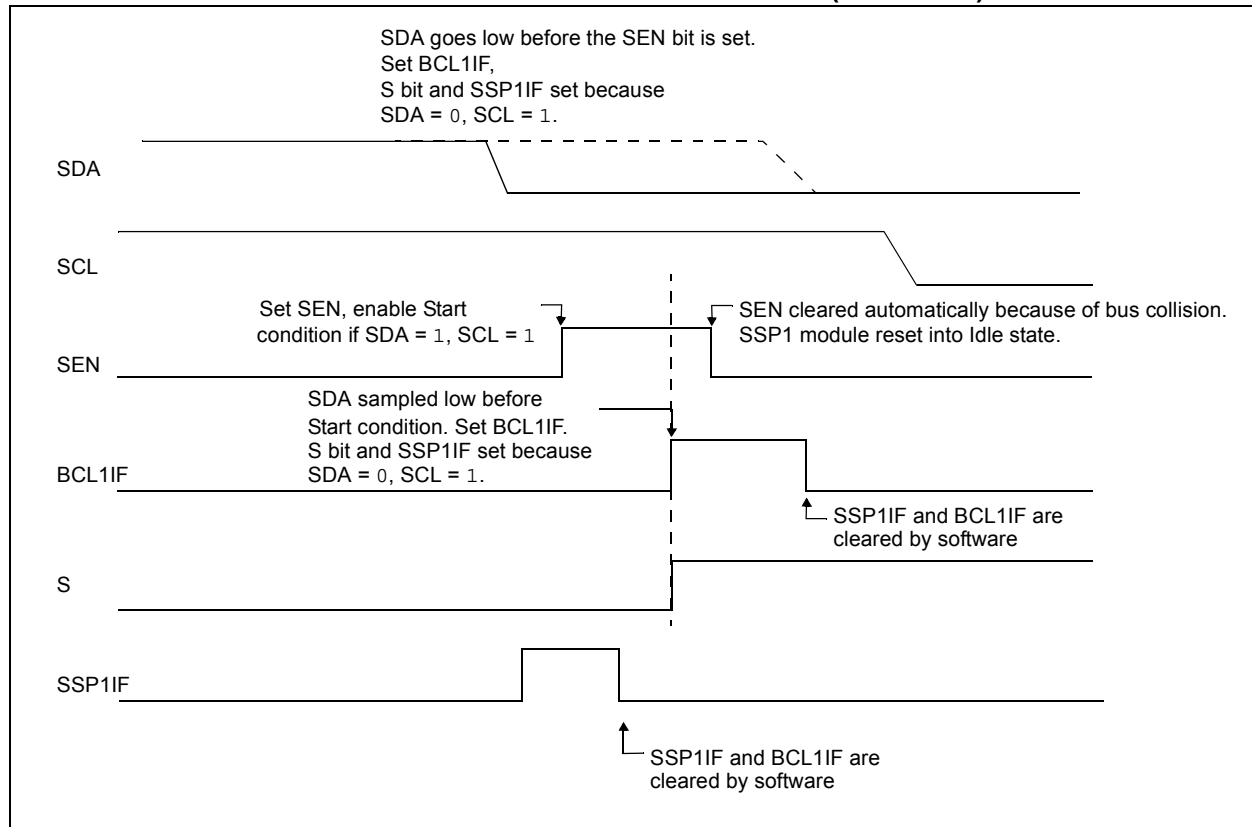 SDA goes low before the SEN bit is set.
Set BCL1IF,
S bit and SSP1IF set because
SDA = 0, SCL = 1.
SDA
SCL
Set SEN, enable Start
condition if SDA = 1, SCL = 1
SEN cleared automatically because of bus collision.
SSP1 module reset into Idle state.
SEN
SDA sampled low before
Start condition. Set BCL1IF.
S bit and SSP1IF set because
SDA = 0, SCL = 1.
BCL1IF
SSP1IF and BCL1IF are
cleared by software
S
SSP1IF
SSP1IF and BCL1IF are
cleared by software